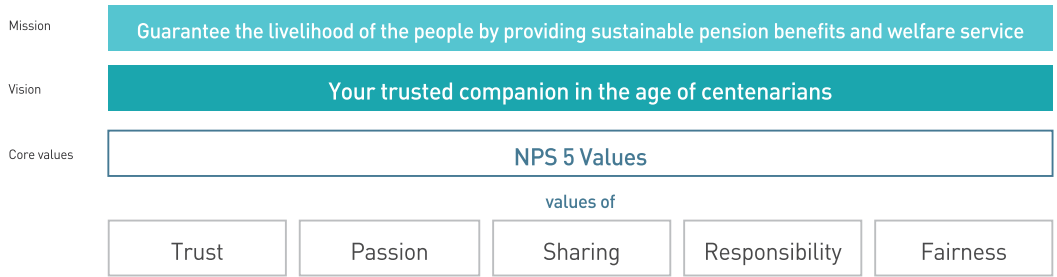 Mission
Guarantee the livelihood of the people by providing sustainable pension benefits and welfare service
Vision
Your trusted companion in the age of centenarians
Core values
NPS 5 Values
values of
Trust
Passion
Sharing
Responsibility
Fairness